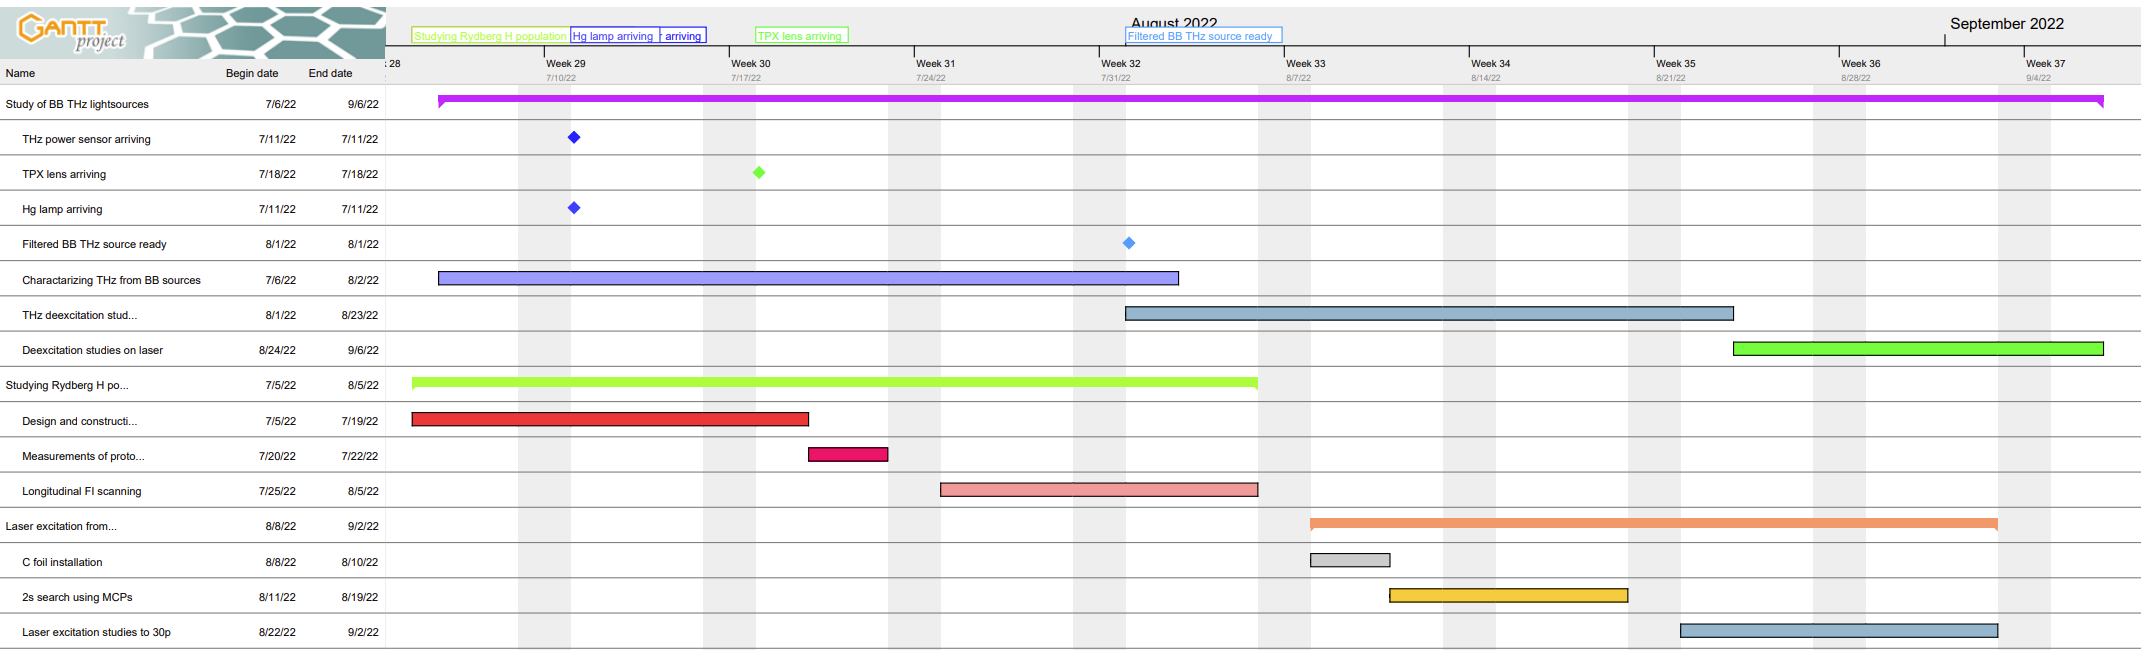 GANTT
project
August 2022
September 2022
Studying Rydberg H population
Hg lamp arriving
arriving
TPX lens arriving
Filtered BB THz source ready
28
Week 29
Week 30
Week 31
Week 32
Week 33
Week 34
Week 35
Week 36
Week 37
Name
Begin date
End date
7/10/22
7/17/22
7/24/22
7/31/22
8/7/22
8/14/22
8/21/22
8/28/22
9/4/22
Study of BB THz lightsources 7/6/22 9/6/22
THz power sensor arriving 7/11/22 7/11/22
TPX lens arriving 7/18/22 7/18/22
Hg lamp arriving 7/11/22 7/11/22
Filtered BB THz source ready 8/1/22 8/1/22
Charactarizing THz from BB sources 7/6/22 8/2/22
THz deexcitation stud... 8/1/22 8/23/22
Deexcitation studies on laser 8/24/22 9/6/22
Studying Rydberg H po... 7/5/22 8/5/22
Design and constructi... 7/5/22 7/19/22
Measurements of proto... 7/20/22 7/22/22
Longitudinal FI scanning 7/25/22 8/5/22
Laser excitation from... 8/8/22 9/2/22
C foil installation 8/8/22 8/10/22
2s search using MCPs 8/11/22 8/19/22
Laser excitation studies to 30p 8/22/22 9/2/22